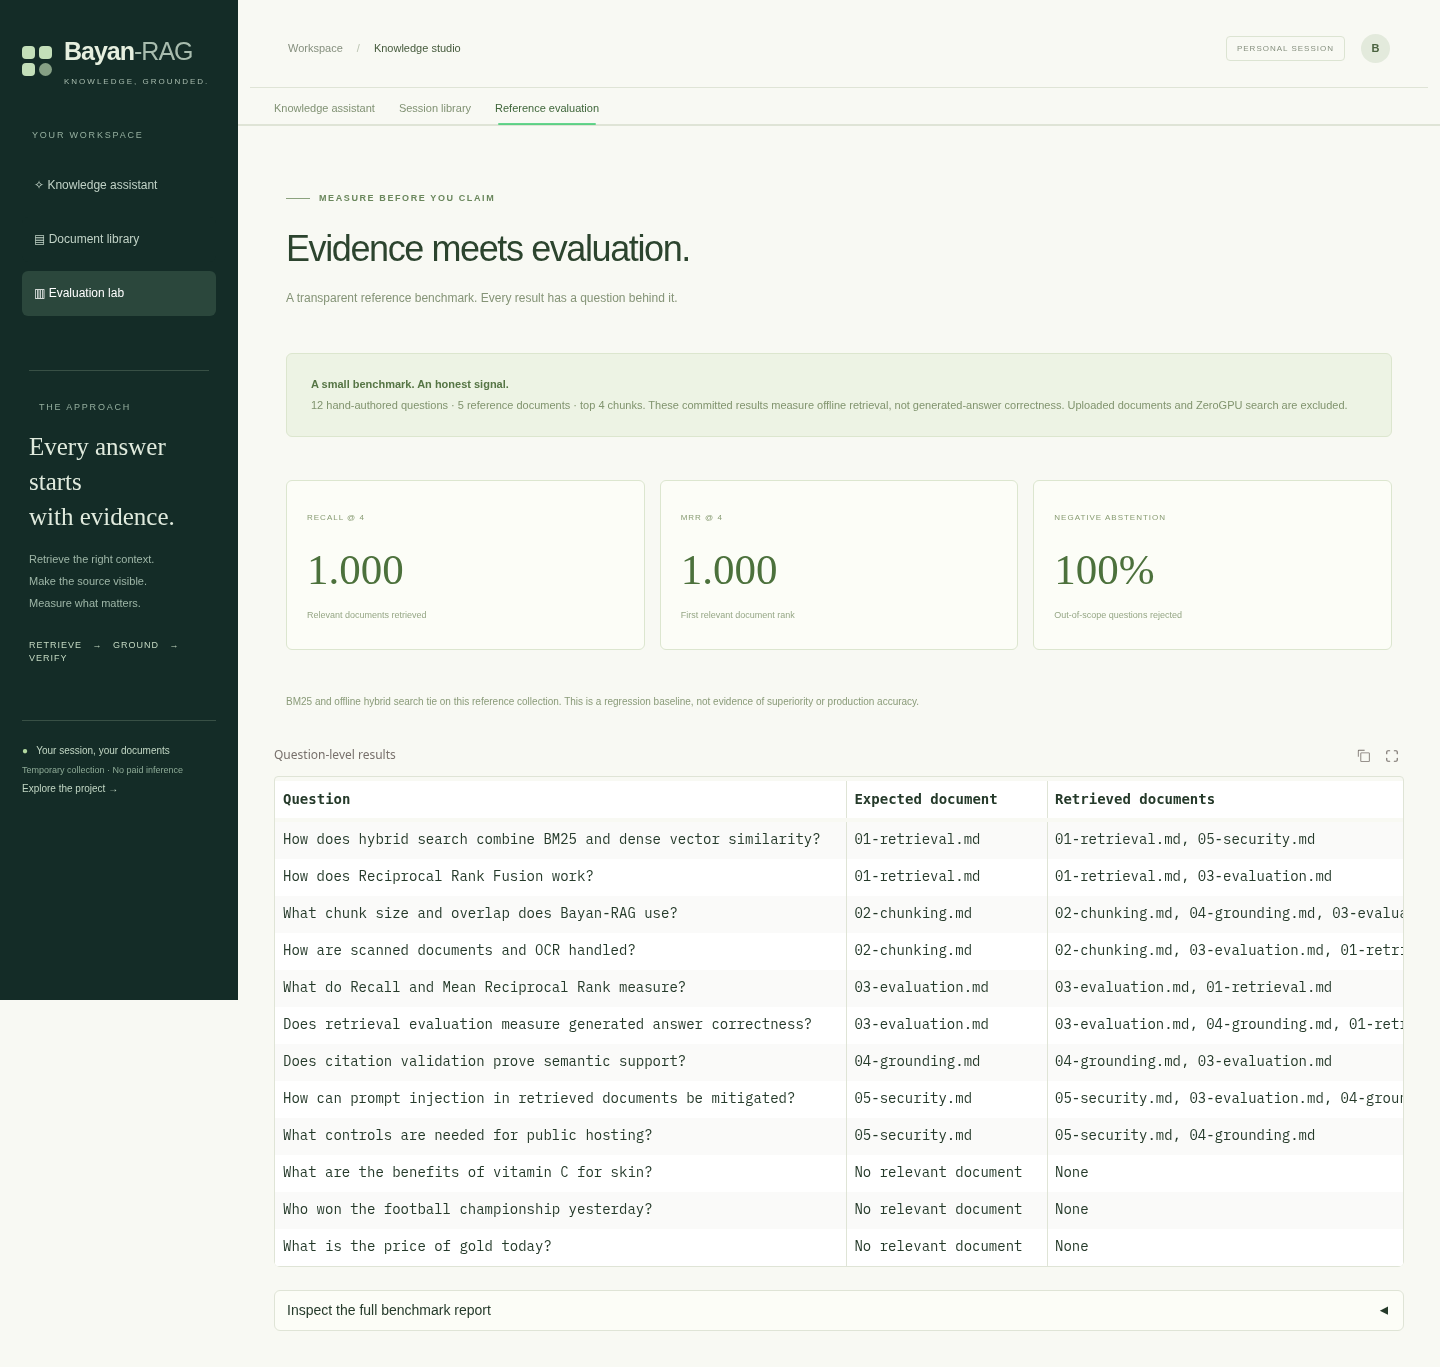 Bayan-RAG
KNOWLEDGE, GROUNDED.
YOUR WORKSPACE
✧ Knowledge assistant
▤ Document library
▥ Evaluation lab
THE APPROACH
Every answer
starts
with evidence.
Retrieve the right context.
Make the source visible.
Measure what matters.
RETRIEVE → GROUND →
VERIFY
● Your session, your documents
Temporary collection · No paid inference
Explore the project →
Workspace / Knowledge studio
PERSONAL SESSION B
Knowledge assistant Session library Reference evaluation
MEASURE BEFORE YOU CLAIM
Evidence meets evaluation.
A transparent reference benchmark. Every result has a question behind it.
A small benchmark. An honest signal.
12 hand-authored questions · 5 reference documents · top 4 chunks. These committed results measure offline retrieval, not generated-answer correctness. Uploaded documents and ZeroGPU search are excluded.
RECALL @ 4
1.000
Relevant documents retrieved
MRR @ 4
1.000
First relevant document rank
NEGATIVE ABSTENTION
100%
Out-of-scope questions rejected
BM25 and offline hybrid search tie on this reference collection. This is a regression baseline, not evidence of superiority or production accuracy.
Question-level results
Question Expected document Retrieved documents
How does hybrid search combine BM25 and dense vector similarity? 01-retrieval.md 01-retrieval.md, 05-security.md
How does Reciprocal Rank Fusion work? 01-retrieval.md 01-retrieval.md, 03-evaluation.md
What chunk size and overlap does Bayan-RAG use? 02-chunking.md 02-chunking.md, 04-grounding.md, 03-evalua
How are scanned documents and OCR handled? 02-chunking.md 02-chunking.md, 03-evaluation.md, 01-retri
What do Recall and Mean Reciprocal Rank measure? 03-evaluation.md 03-evaluation.md, 01-retrieval.md
Does retrieval evaluation measure generated answer correctness? 03-evaluation.md 03-evaluation.md, 04-grounding.md, 01-retr
Does citation validation prove semantic support? 04-grounding.md 04-grounding.md, 03-evaluation.md
How can prompt injection in retrieved documents be mitigated? 05-security.md 05-security.md, 03-evaluation.md, 04-groun
What controls are needed for public hosting? 05-security.md 05-security.md, 04-grounding.md
What are the benefits of vitamin C for skin? No relevant document None
Who won the football championship yesterday? No relevant document None
What is the price of gold today? No relevant document None
Inspect the full benchmark report ◀